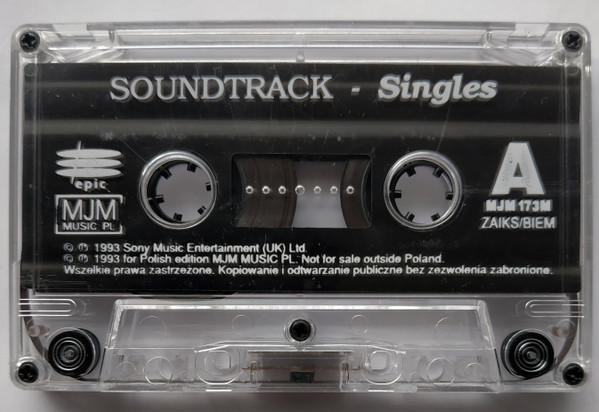 SOUNDTRACK - Singles
epic
MJM
MUSIC PL
A
MJM 173M
ZAIKS/BIEM
© ℗ 1993 Sony Music Entertainment (UK) Ltd.
© ℗ 1993 for Polish edition MJM MUSIC PL. Not for sale outside Poland.
Wszelkie prawa zastrzeżone. Kopiowanie i odtwarzanie publiczne bez zezwolenia zabronione.